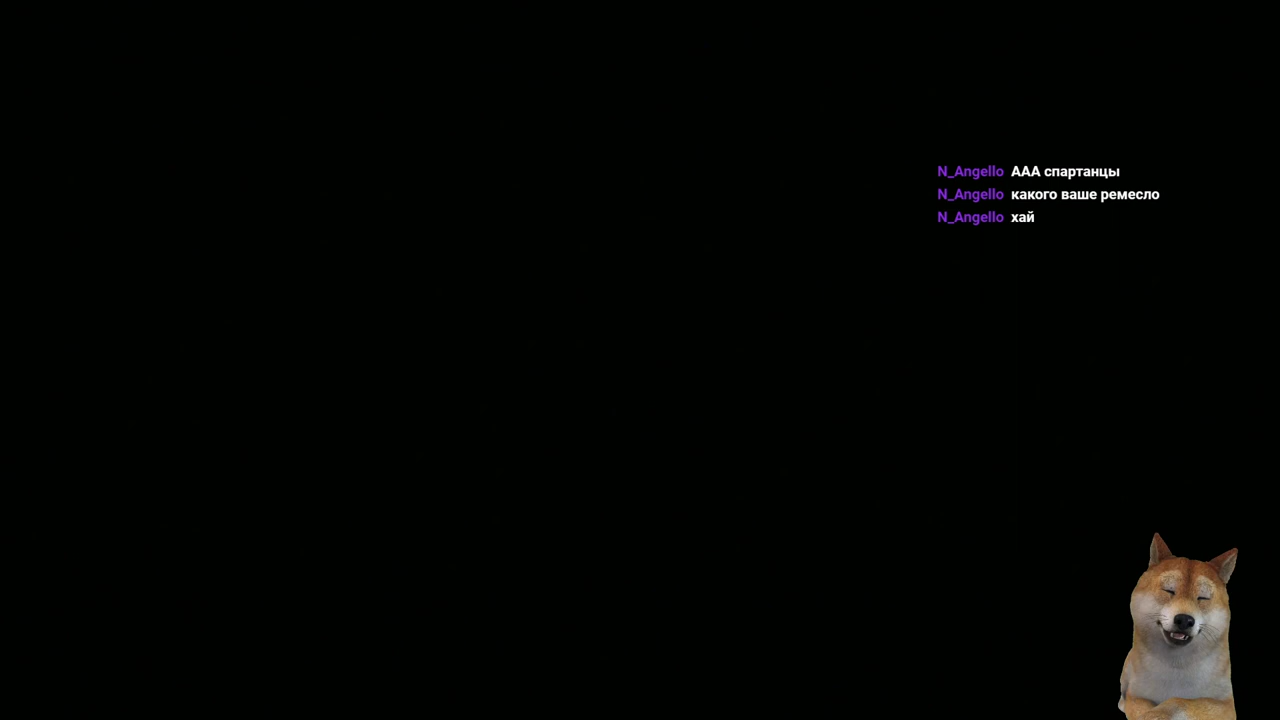 N_Angello ААА спартанцы
N_Angello какого ваше ремесло
N_Angello хай